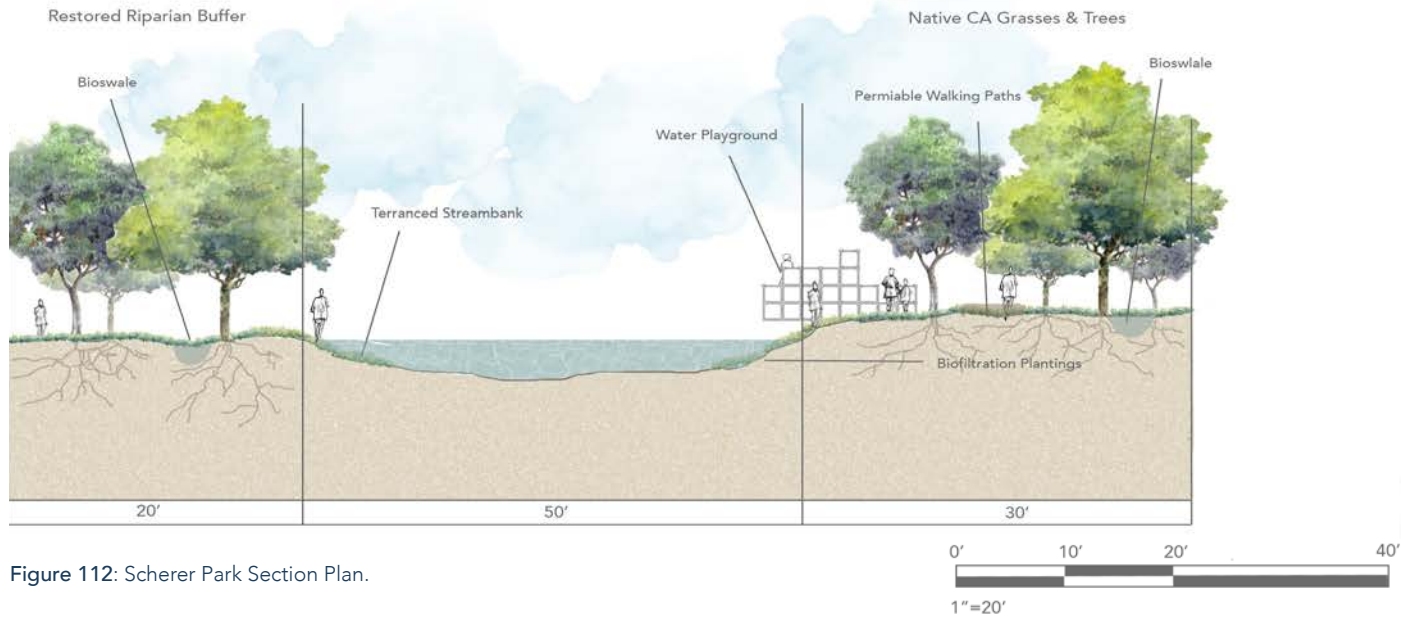 Restored Riparian Buffer
Native CA Grasses & Trees
Bioswale
Bioswlale
Permiable Walking Paths
Water Playground
Terranced Streambank
Biofiltration Plantings
20′
50′
30′
0′ 10′ 20′ 40′
1″=20′
Figure 112: Scherer Park Section Plan.